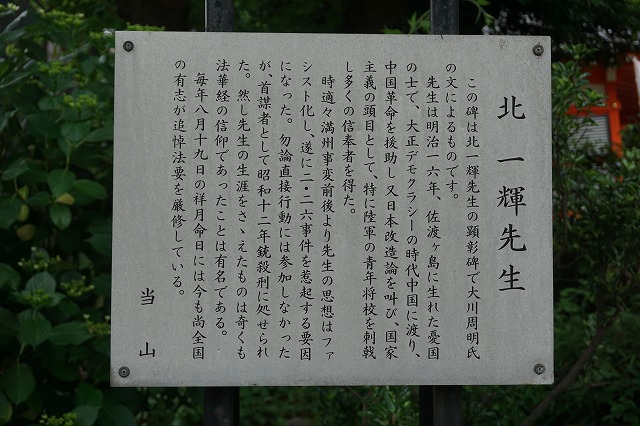 北一輝先生
この碑は北一輝先生の顕彰碑で大川周明氏
の文によるものです。
先生は明治一六年、佐渡ヶ島に生れた憂国
の士で、大正デモクラシーの時代中国に渡り、
中国革命を援助し又日本改造論を叫び、国家
主義の頭目として、特に陸軍の青年将校を刺戟
し多くの信奉者を得た。
時適々満州事変前後より先生の思想はファ
シスト化し、遂に二・二六事件を惹起する要因
になった。勿論直接行動には参加しなかった
が、首謀者として昭和十二年銃殺刑に処せられ
た。然し先生の生涯をさゝえたものは奇くも
法華経の信仰であったことは有名である。
毎年八月十九日の祥月命日には今も尚全国
の有志が追悼法要を厳修している。
当山